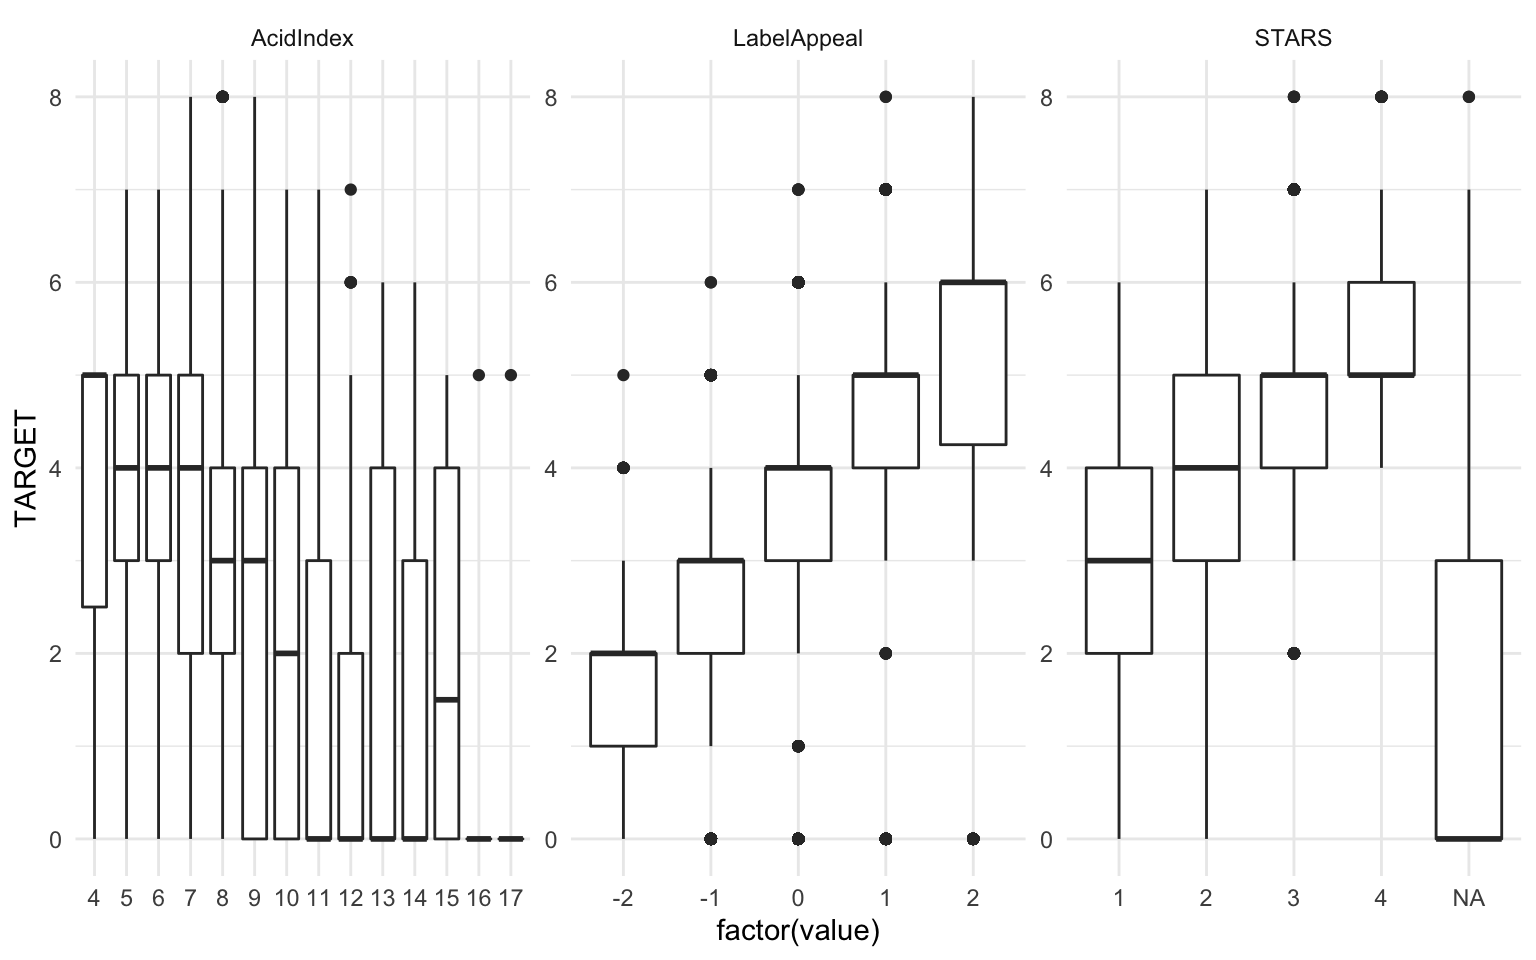 AcidIndex LabelAppeal STARS
8 8 8
6 6 6
4 4 4
2 2 2
0 0 0
TARGET
4 5 6 7 8 9 10 11 12 13 14 15 16 17 -2 -1 0 1 2 1 2 3 4 NA
factor(value)